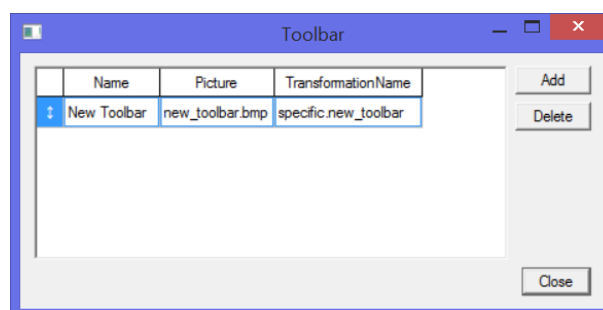 Toolbar
Name Picture TransformationName Add
New Toolbar new_toolbar.bmp specific.new_toolbar Delete
Close